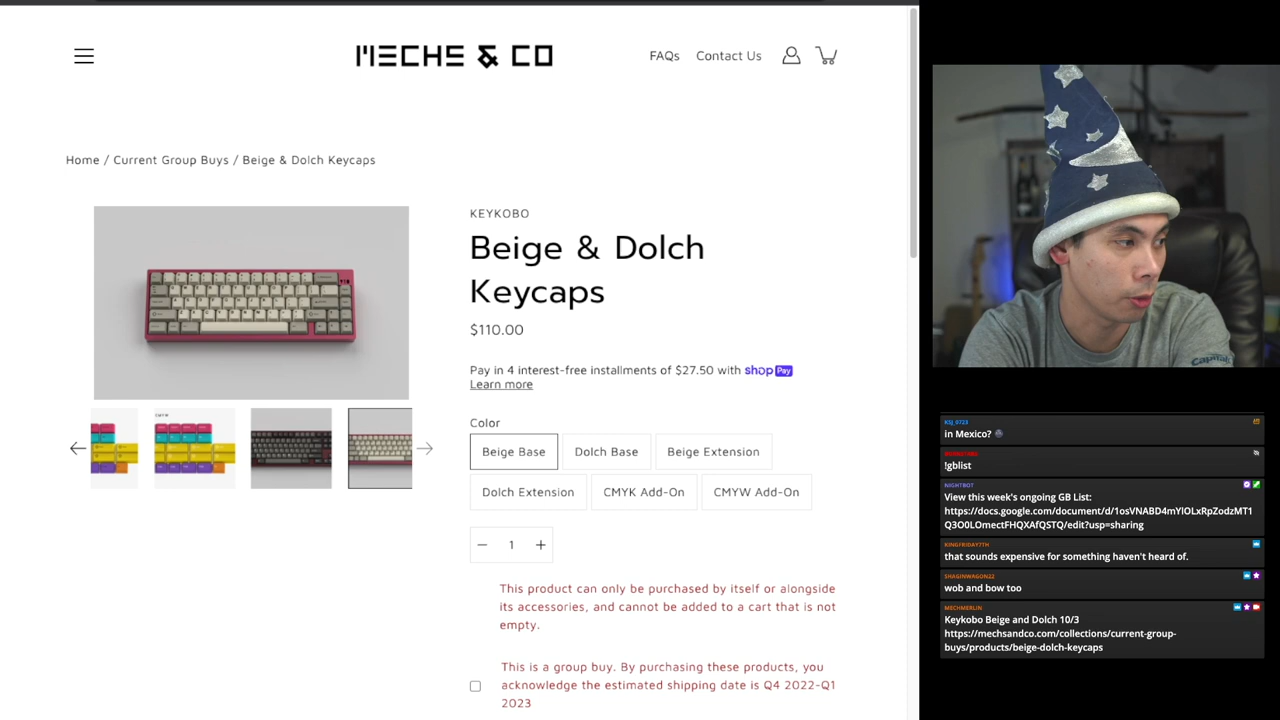 MECHS & CO
FAQs
Contact Us
Home / Current Group Buys / Beige & Dolch Keycaps
KEYKOBO
Beige & Dolch
Keycaps
$110.00
Pay in 4 interest-free installments of $27.50 with shop Pay
Learn more
Color
Beige Base
Dolch Base
Beige Extension
Dolch Extension
CMYK Add-On
CMYW Add-On
1
This product can only be purchased by itself or alongside
its accessories, and cannot be added to a cart that is not
empty.
This is a group buy. By purchasing these products, you
acknowledge the estimated shipping date is Q4 2022-Q1
2023
in Mexico?
!gblist
NIGHTBOT
View this week's ongoing GB List:
https://docs.google.com/document/d/1osVNABD4mYlOLxRpZodzMT1
Q3O0LOmectFHQXAfQSTQ/edit?usp=sharing
KINGFRIDAY7TH
that sounds expensive for something haven't heard of.
SHAGINWAGON22
wob and bow too
MECHMERLIN
Keykobo Beige and Dolch 10/3
https://mechsandco.com/collections/current-group-
buys/products/beige-dolch-keycaps